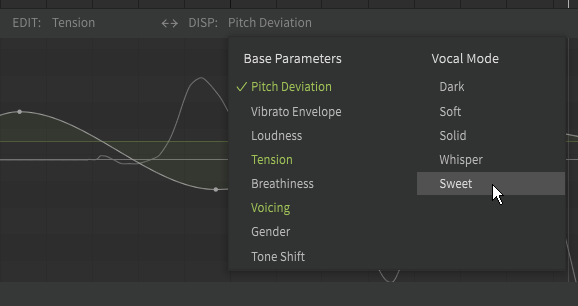 EDIT: Tension ↔ DISP: Pitch Deviation
Base Parameters
✓ Pitch Deviation
Vibrato Envelope
Loudness
Tension
Breathiness
Voicing
Gender
Tone Shift
Vocal Mode
Dark
Soft
Solid
Whisper
Sweet